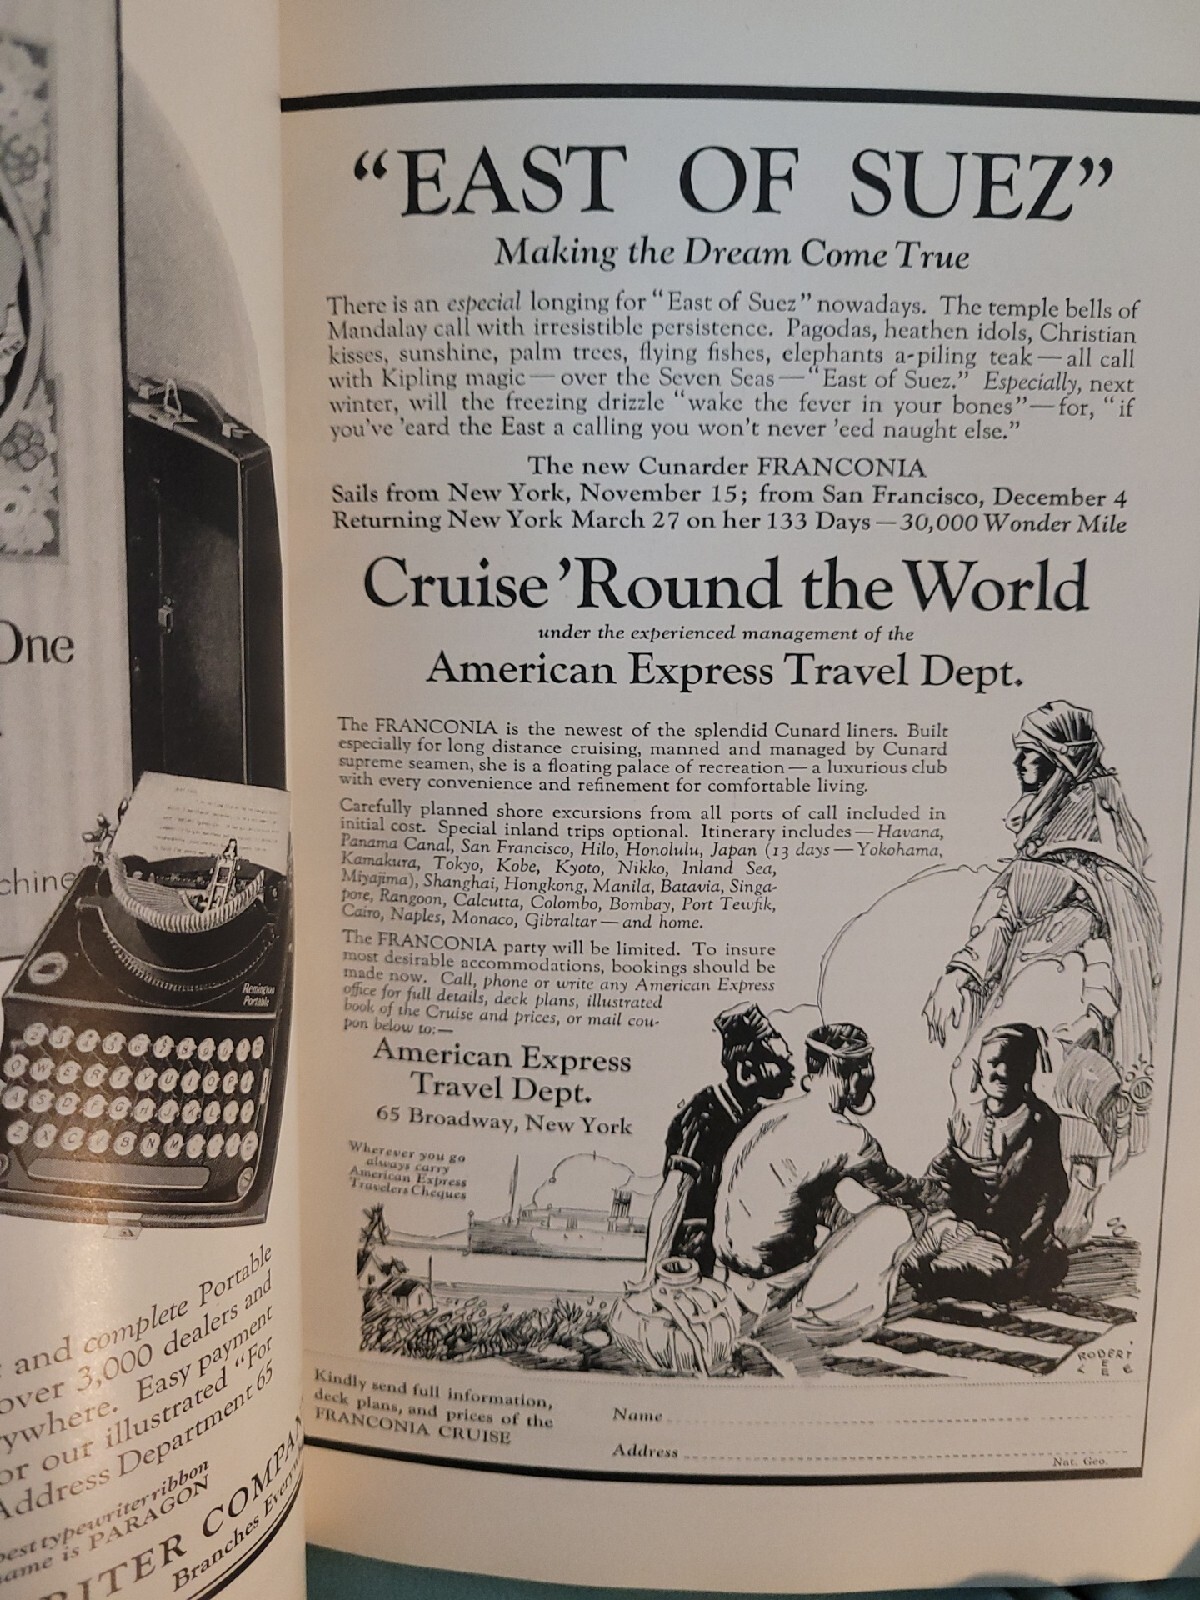 One
chine
Remington
Portable
and complete Portable
over 3,000 dealers and
ywhere. Easy payment
or our illustrated "For
Address Department 65
best typewriter ribbon
name is PARAGON
RITER COMPANY
Branches Everyw
"EAST OF SUEZ"
Making the Dream Come True
There is an especial longing for "East of Suez" nowadays. The temple bells of
Mandalay call with irresistible persistence. Pagodas, heathen idols, Christian
kisses, sunshine, palm trees, flying fishes, elephants a-piling teak—all call
with Kipling magic—over the Seven Seas—"East of Suez." Especially, next
winter, will the freezing drizzle "wake the fever in your bones"—for, "if
you've 'eard the East a calling you won't never 'eed naught else."
The new Cunarder FRANCONIA
Sails from New York, November 15; from San Francisco, December 4
Returning New York March 27 on her 133 Days—30,000 Wonder Mile
Cruise 'Round the World
under the experienced management of the
American Express Travel Dept.
The FRANCONIA is the newest of the splendid Cunard liners. Built
especially for long distance cruising, manned and managed by Cunard
supreme seamen, she is a floating palace of recreation—a luxurious club
with every convenience and refinement for comfortable living.
Carefully planned shore excursions from all ports of call included in
initial cost. Special inland trips optional. Itinerary includes—Havana,
Panama Canal, San Francisco, Hilo, Honolulu, Japan (13 days—Yokohama,
Kamakura, Tokyo, Kobe, Kyoto, Nikko, Inland Sea,
Miyajima), Shanghai, Hongkong, Manila, Batavia, Singa-
pore, Rangoon, Calcutta, Colombo, Bombay, Port Tewfik,
Cairo, Naples, Monaco, Gibraltar—and home.
The FRANCONIA party will be limited. To insure
most desirable accommodations, bookings should be
made now. Call, phone or write any American Express
office for full details, deck plans, illustrated
book of the Cruise and prices, or mail cou-
pon below to:—
American Express
Travel Dept.
65 Broadway, New York
Wherever you go
always carry
American Express
Travelers Cheques
ROBERT
LEE
Kindly send full information,
deck plans, and prices of the
FRANCONIA CRUISE
Name
Address
Nat. Geo.